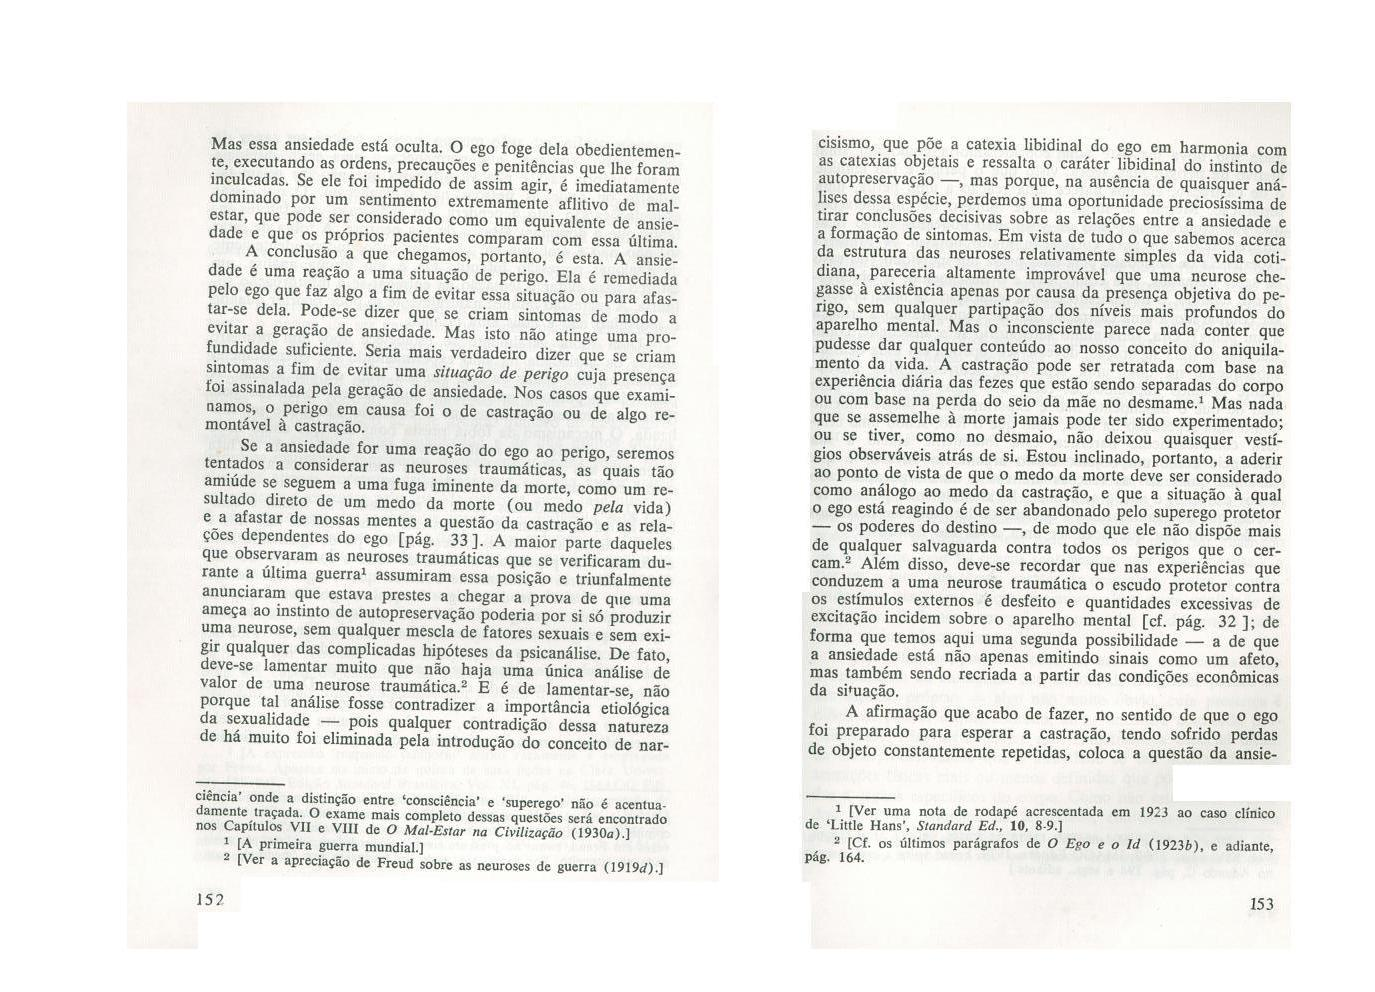 Mas essa ansiedade está oculta. O ego foge dela obedientemen-
te, executando as ordens, precauções e penitências que lhe foram
inculcadas. Se ele foi impedido de assim agir, é imediatamente
dominado por um sentimento extremamente aflitivo de mal-
estar, que pode ser considerado como um equivalente de ansie-
dade e que os próprios pacientes comparam com essa última.
A conclusão a que chegamos, portanto, é esta. A ansie-
dade é uma reação a uma situação de perigo. Ela é remediada
pelo ego que faz algo a fim de evitar essa situação ou para afas-
tar-se dela. Pode-se dizer que se criam sintomas de modo a
evitar a geração de ansiedade. Mas isto não atinge uma pro-
fundidade suficiente. Seria mais verdadeiro dizer que se criam
sintomas a fim de evitar uma situação de perigo cuja presença
foi assinalada pela geração de ansiedade. Nos casos que exami-
namos, o perigo em causa foi o de castração ou de algo re-
montável à castração.
Se a ansiedade for uma reação do ego ao perigo, seremos
tentados a considerar as neuroses traumáticas, as quais tão
amiúde se seguem a uma fuga iminente da morte, como um re-
sultado direto de um medo da morte (ou medo pela vida)
e a afastar de nossas mentes a questão da castração e as rela-
ções dependentes do ego [pág. 33]. A maior parte daqueles
que observaram as neuroses traumáticas que se verificaram du-
rante a última guerra¹ assumiram essa posição e triunfalmente
anunciaram que estava prestes a chegar a prova de que uma
ameça ao instinto de autopreservação poderia por si só produzir
uma neurose, sem qualquer mescla de fatores sexuais e sem exi-
gir qualquer das complicadas hipóteses da psicanálise. De fato,
deve-se lamentar muito que não haja uma única análise de
valor de uma neurose traumática.² E é de lamentar-se, não
porque tal análise fosse contradizer a importância etiológica
da sexualidade — pois qualquer contradição dessa natureza
de há muito foi eliminada pela introdução do conceito de nar-
ciência’ onde a distinção entre ‘consciência’ e ‘superego’ não é acentua-
damente traçada. O exame mais completo dessas questões será encontrado
nos Capítulos VII e VIII de O Mal-Estar na Civilização (1930a).]
¹ [A primeira guerra mundial.]
² [Ver a apreciação de Freud sobre as neuroses de guerra (1919d).]
152
cisismo, que põe a catexia libidinal do ego em harmonia com
as catexias objetais e ressalta o caráter libidinal do instinto de
autopreservação —, mas porque, na ausência de quaisquer aná-
lises dessa espécie, perdemos uma oportunidade preciosíssima de
tirar conclusões decisivas sobre as relações entre a ansiedade e
a formação de sintomas. Em vista de tudo o que sabemos acerca
da estrutura das neuroses relativamente simples da vida coti-
diana, pareceria altamente improvável que uma neurose che-
gasse à existência apenas por causa da presença objetiva do pe-
rigo, sem qualquer partipação dos níveis mais profundos do
aparelho mental. Mas o inconsciente parece nada conter que
pudesse dar qualquer conteúdo ao nosso conceito do aniquila-
mento da vida. A castração pode ser retratada com base na
experiência diária das fezes que estão sendo separadas do corpo
ou com base na perda do seio da mãe no desmame.¹ Mas nada
que se assemelhe à morte jamais pode ter sido experimentado;
ou se tiver, como no desmaio, não deixou quaisquer vestí-
gios observáveis atrás de si. Estou inclinado, portanto, a aderir
ao ponto de vista de que o medo da morte deve ser considerado
como análogo ao medo da castração, e que a situação à qual
o ego está reagindo é de ser abandonado pelo superego protetor
— os poderes do destino —, de modo que ele não dispõe mais
de qualquer salvaguarda contra todos os perigos que o cer-
cam.² Além disso, deve-se recordar que nas experiências que
conduzem a uma neurose traumática o escudo protetor contra
os estímulos externos é desfeito e quantidades excessivas de
excitação incidem sobre o aparelho mental [cf. pág. 32 ]; de
forma que temos aqui uma segunda possibilidade — a de que
a ansiedade está não apenas emitindo sinais como um afeto,
mas também sendo recriada a partir das condições econômicas
da situação.
A afirmação que acabo de fazer, no sentido de que o ego
foi preparado para esperar a castração, tendo sofrido perdas
de objeto constantemente repetidas, coloca a questão da ansie-
¹ [Ver uma nota de rodapé acrescentada em 1923 ao caso clínico
de ‘Little Hans’, Standard Ed., 10, 8-9.]
² [Cf. os últimos parágrafos de O Ego e o Id (1923b), e adiante,
pág. 164.
153